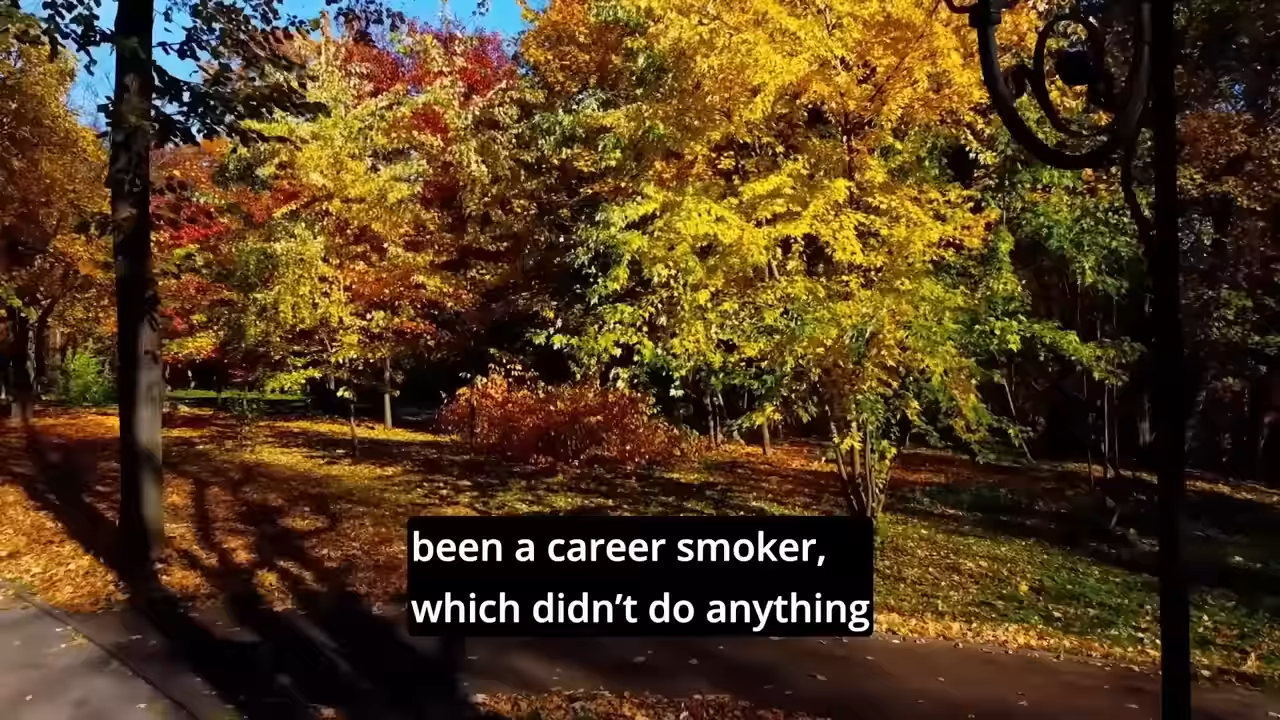 been a career smoker,
which didn’t do anything